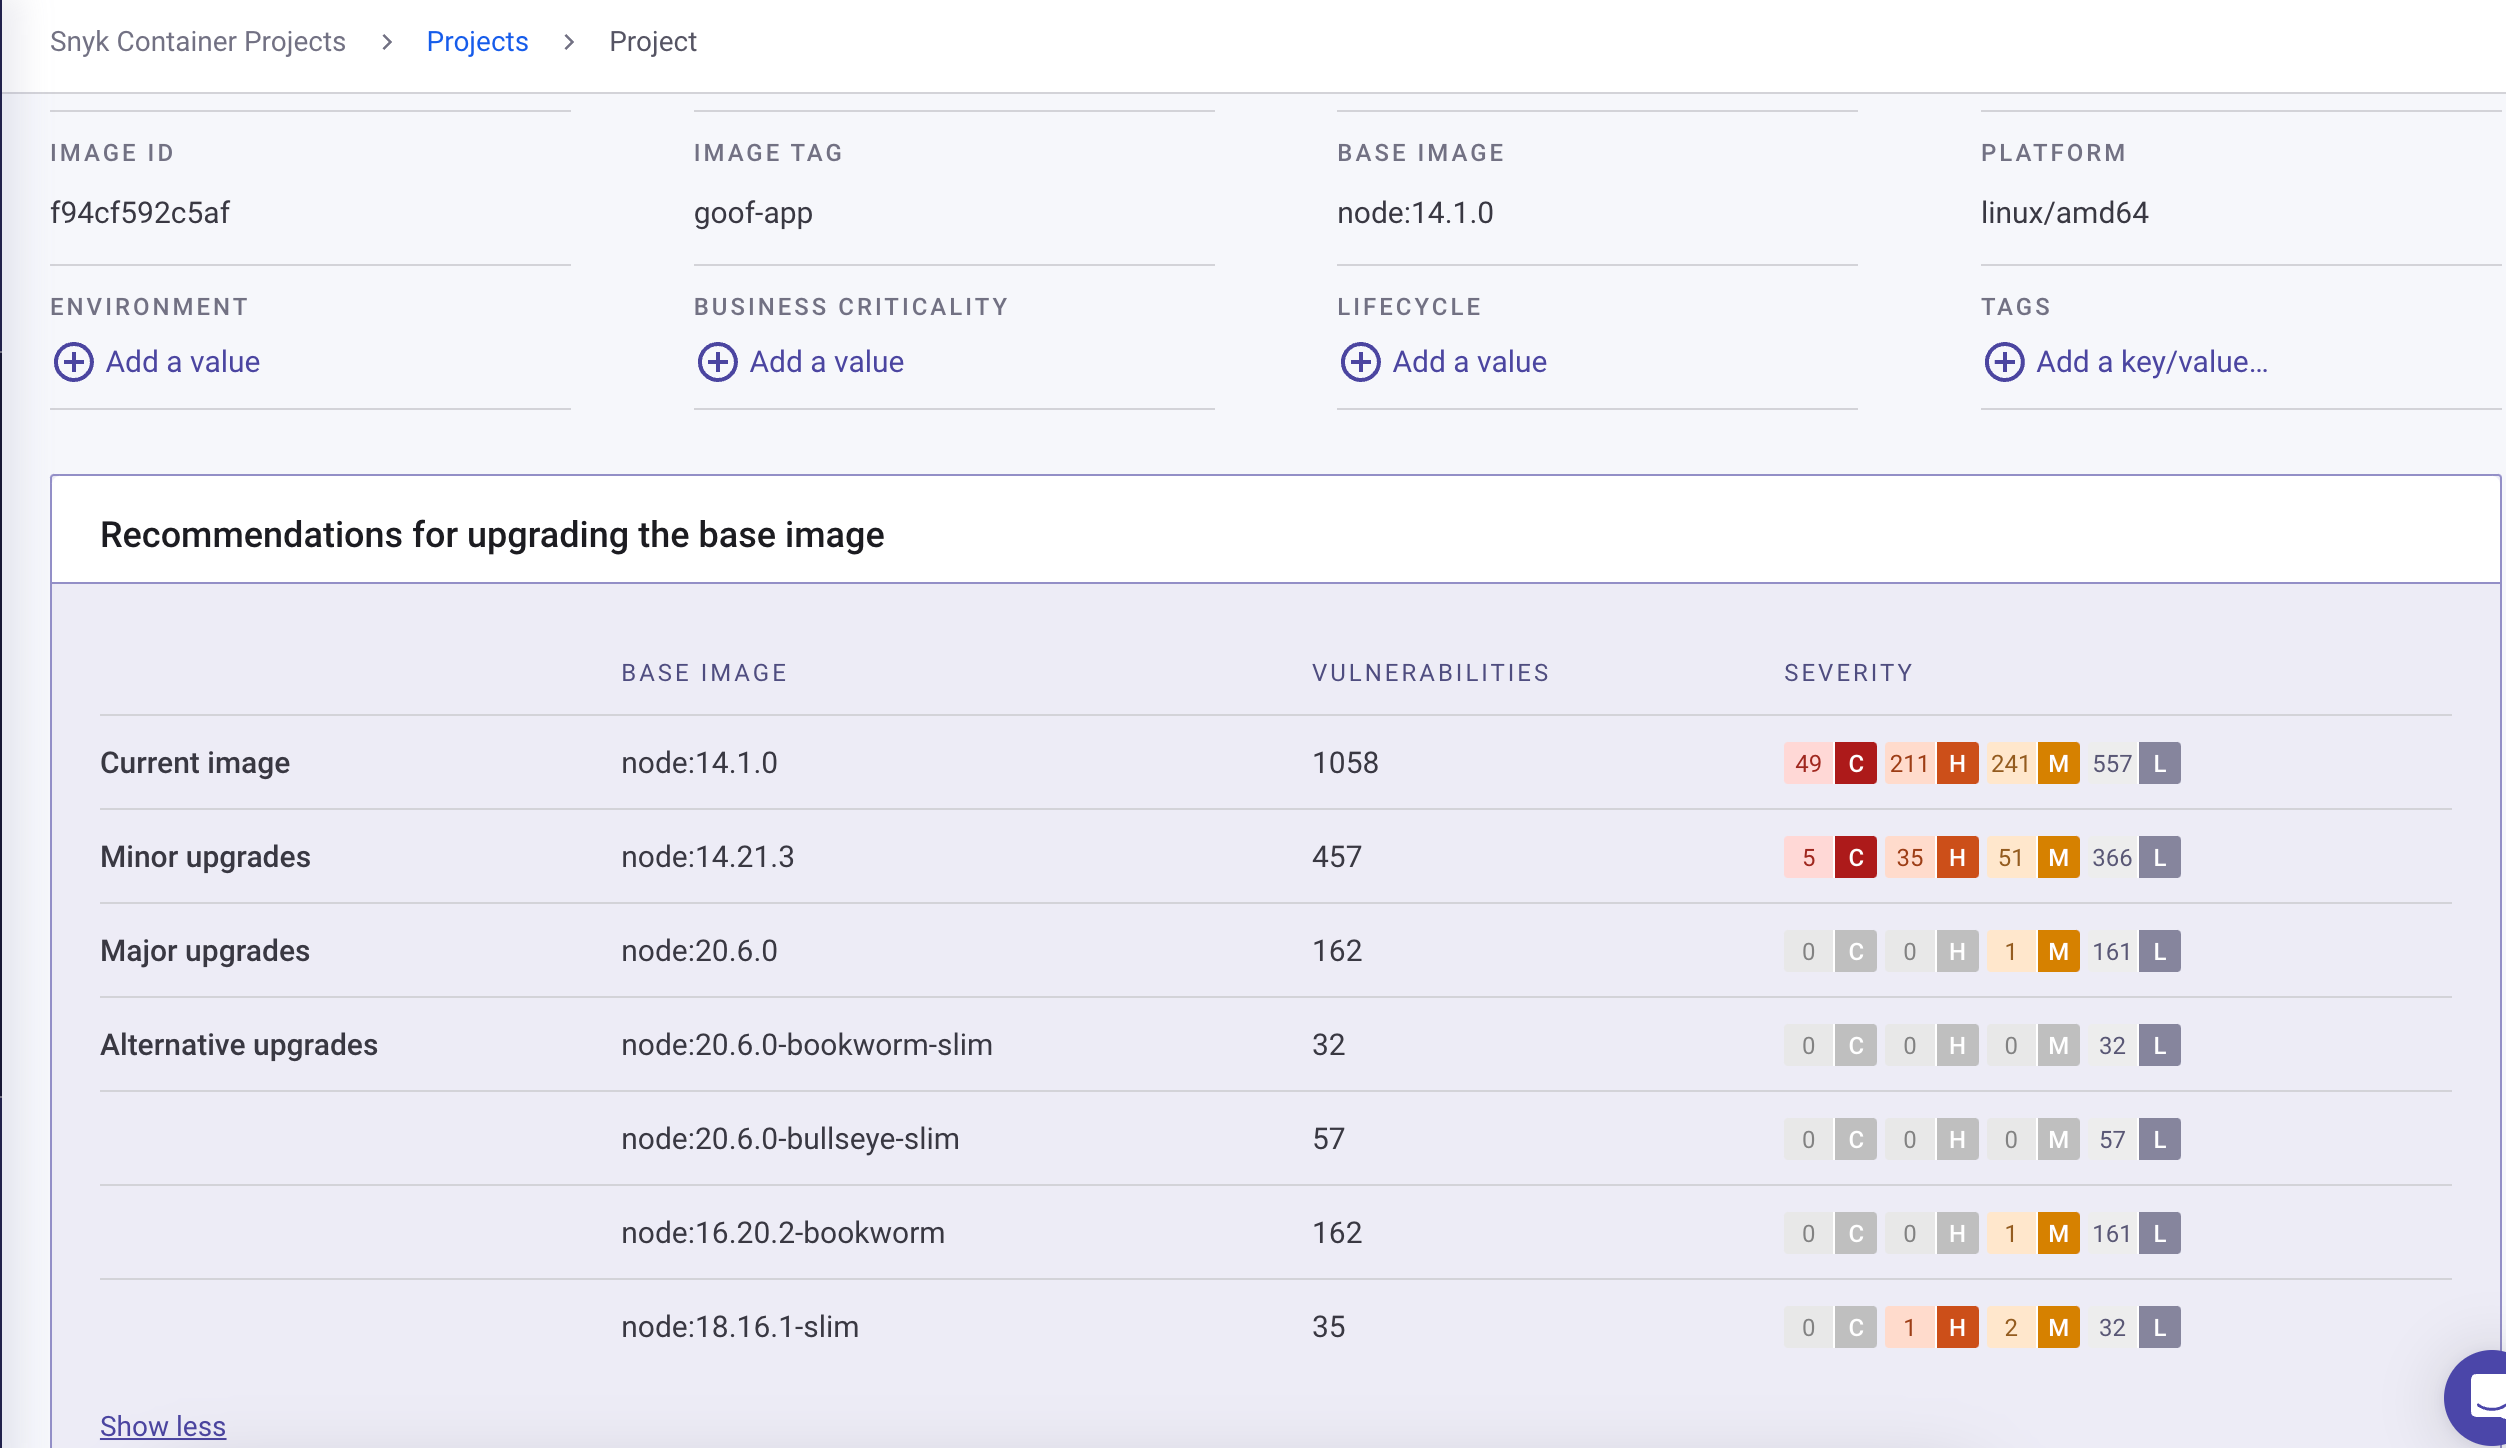 Snyk Container Projects > Projects > Project
IMAGE ID IMAGE TAG BASE IMAGE PLATFORM
f94cf592c5af goof-app node:14.1.0 linux/amd64
ENVIRONMENT BUSINESS CRITICALITY LIFECYCLE TAGS
Add a value Add a value Add a value Add a key/value...
Recommendations for upgrading the base image
BASE IMAGE VULNERABILITIES SEVERITY
Current image node:14.1.0 1058 49 C 211 H 241 M 557 L
Minor upgrades node:14.21.3 457 5 C 35 H 51 M 366 L
Major upgrades node:20.6.0 162 0 C 0 H 1 M 161 L
Alternative upgrades node:20.6.0-bookworm-slim 32 0 C 0 H 0 M 32 L
node:20.6.0-bullseye-slim 57 0 C 0 H 0 M 57 L
node:16.20.2-bookworm 162 0 C 0 H 1 M 161 L
node:18.16.1-slim 35 0 C 1 H 2 M 32 L
Show less